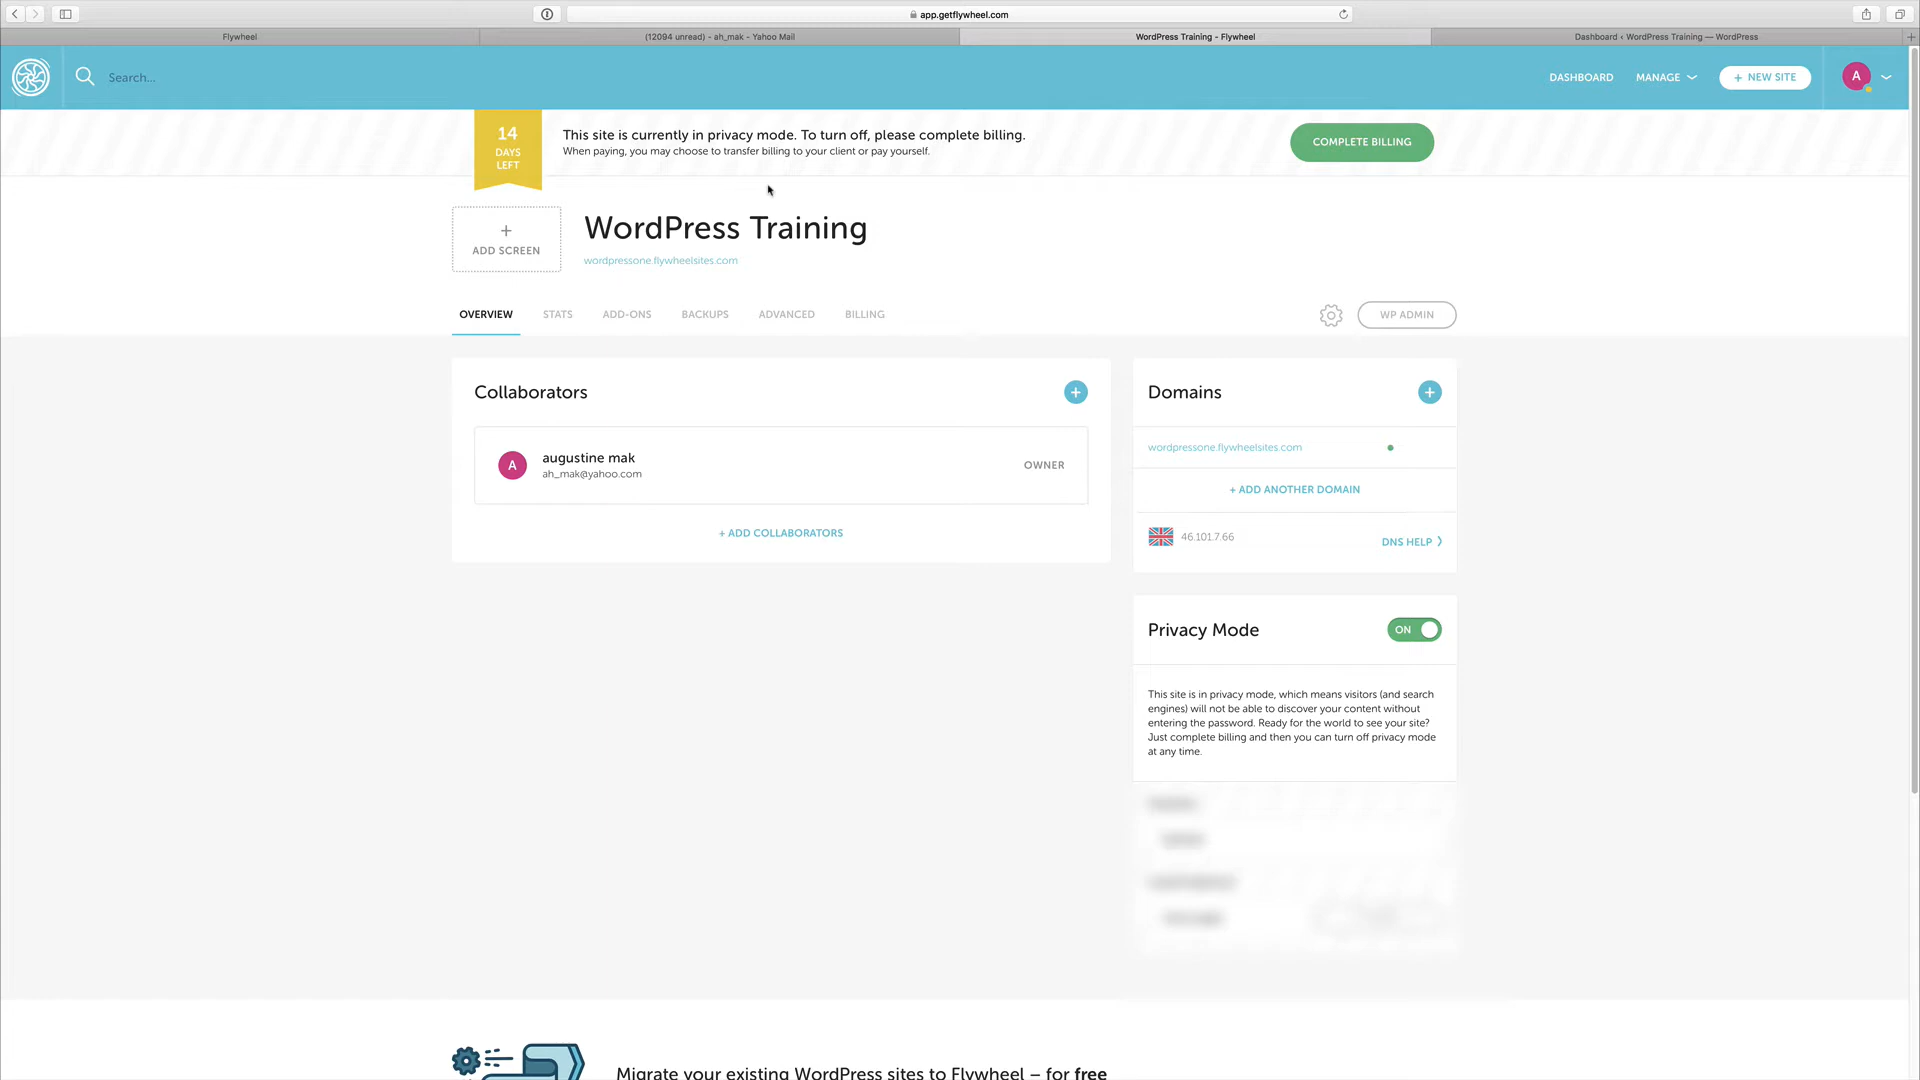 app.getflywheel.com
Flywheel
(12094 unread) - ah_mak - Yahoo Mail
WordPress Training - Flywheel
Dashboard ‹ WordPress Training — WordPress
Search...
DASHBOARD
MANAGE
+ NEW SITE
A
14
DAYS
LEFT
This site is currently in privacy mode. To turn off, please complete billing.
When paying, you may choose to transfer billing to your client or pay yourself.
COMPLETE BILLING
+
ADD SCREEN
WordPress Training
wordpressone.flywheelsites.com
OVERVIEW
STATS
ADD-ONS
BACKUPS
ADVANCED
BILLING
WP ADMIN
Collaborators
A
augustine mak
ah_mak@yahoo.com
OWNER
+ ADD COLLABORATORS
Domains
wordpressone.flywheelsites.com
+ ADD ANOTHER DOMAIN
46.101.7.66
DNS HELP
Privacy Mode
ON
This site is in privacy mode, which means visitors (and search
engines) will not be able to discover your content without
entering the password. Ready for the world to see your site?
Just complete billing and then you can turn off privacy mode
at any time.
Migrate your existing WordPress sites to Flywheel – for free